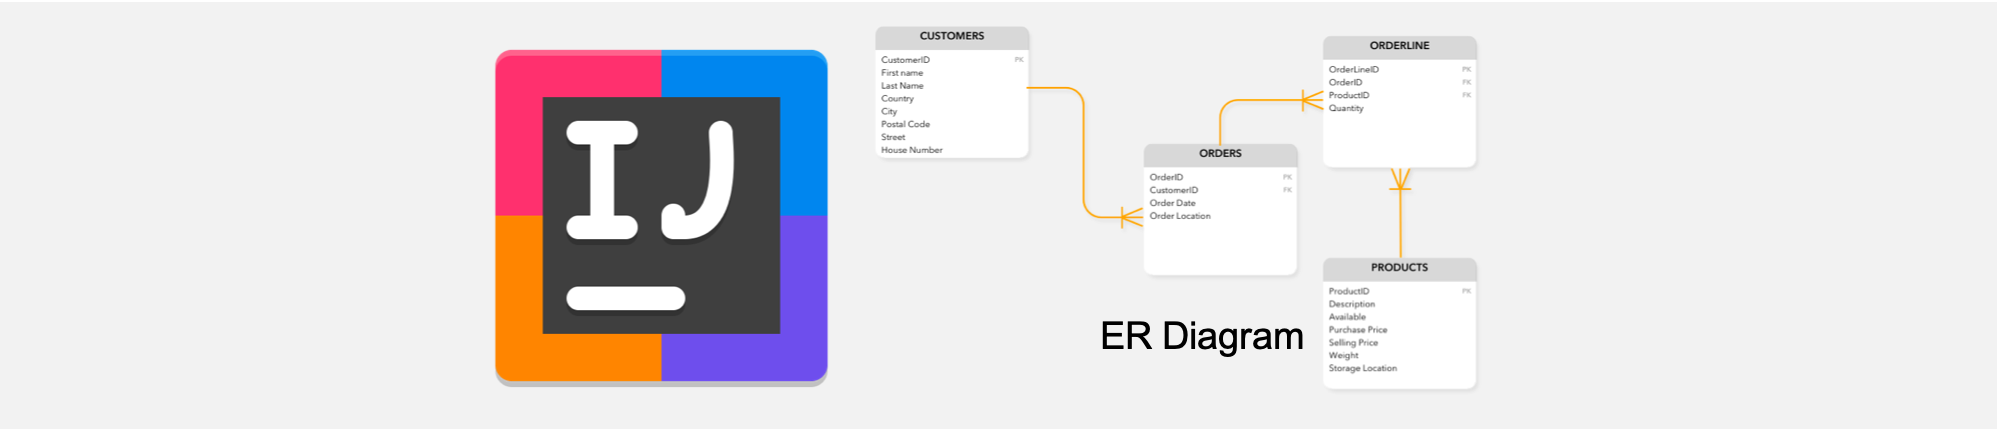 IJ
CUSTOMERS
CustomerID PK
First name
Last Name
Country
City
Postal Code
Street
House Number
ORDERS
OrderID PK
CustomerID FK
Order Date
Order Location
ORDERLINE
OrderLineID PK
OrderID FK
ProductID FK
Quantity
PRODUCTS
ProductID PK
Description
Available
Purchase Price
Selling Price
Weight
Storage Location
ER Diagram